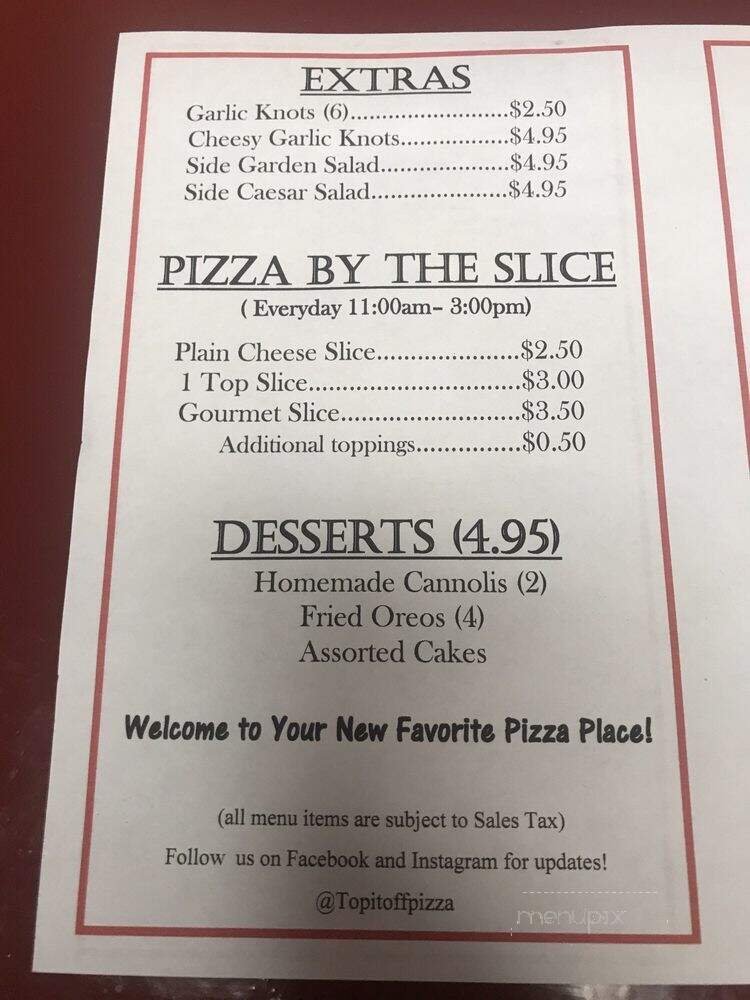 EXTRAS
Garlic Knots (6)..........................$2.50
Cheesy Garlic Knots.................$4.95
Side Garden Salad.....................$4.95
Side Caesar Salad......................$4.95
PIZZA BY THE SLICE
( Everyday 11:00am- 3:00pm)
Plain Cheese Slice.....................$2.50
1 Top Slice...............................$3.00
Gourmet Slice..........................$3.50
Additional toppings...............$0.50
DESSERTS (4.95)
Homemade Cannolis (2)
Fried Oreos (4)
Assorted Cakes
Welcome to Your New Favorite Pizza Place!
(all menu items are subject to Sales Tax)
Follow us on Facebook and Instagram for updates!
@Topitoffpizza
menupix